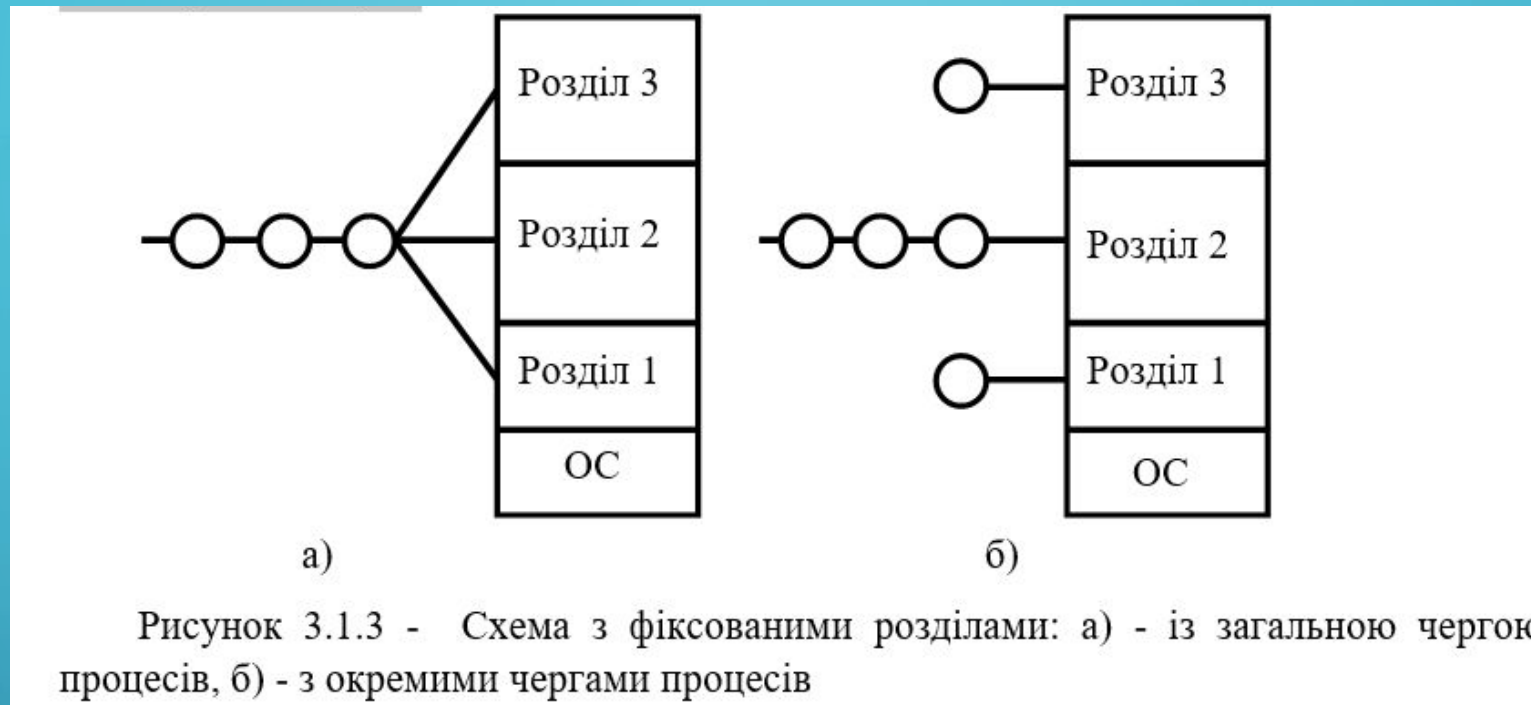 Розділ 3
Розділ 2
Розділ 1
ОС
а)
Розділ 3
Розділ 2
Розділ 1
ОС
б)
Рисунок 3.1.3 - Схема з фіксованими розділами: а) - із загальною чергою
процесів, б) - з окремими чергами процесів